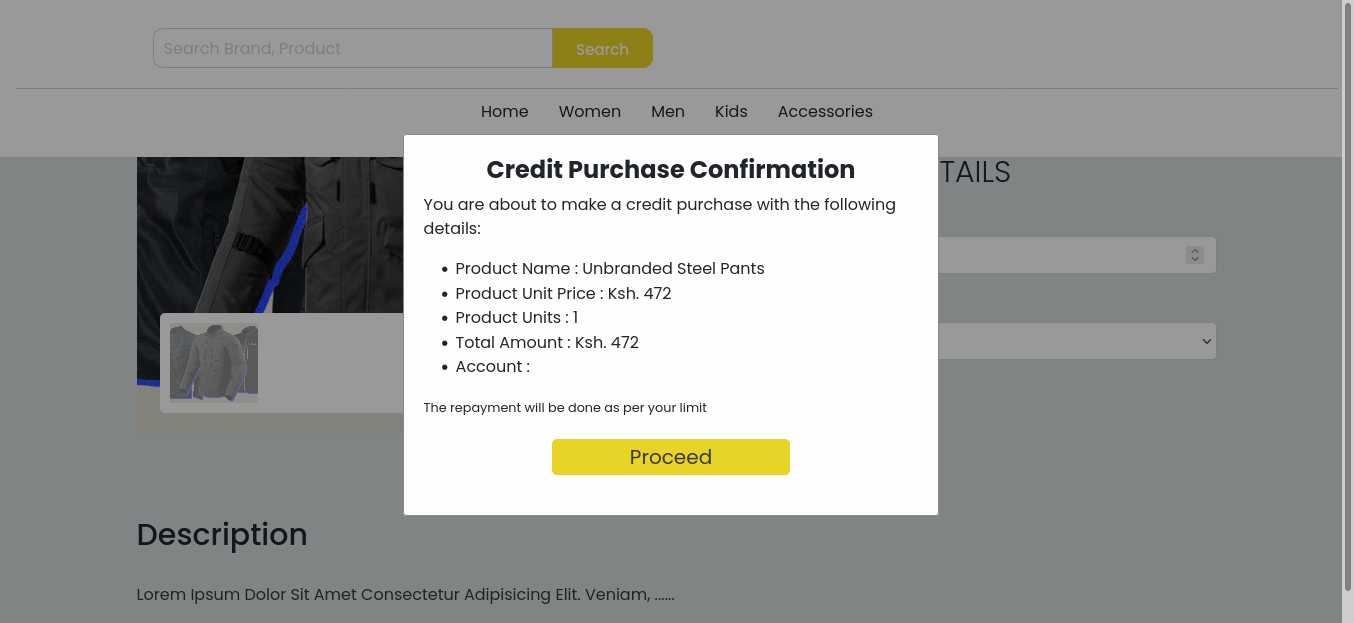 Search Brand, Product
Search
Home Women Men Kids Accessories
TAILS
Credit Purchase Confirmation
You are about to make a credit purchase with the following
details:
• Product Name : Unbranded Steel Pants
• Product Unit Price : Ksh. 472
• Product Units : 1
• Total Amount : Ksh. 472
• Account :
The repayment will be done as per your limit
Proceed
Description
Lorem Ipsum Dolor Sit Amet Consectetur Adipisicing Elit. Veniam, ......